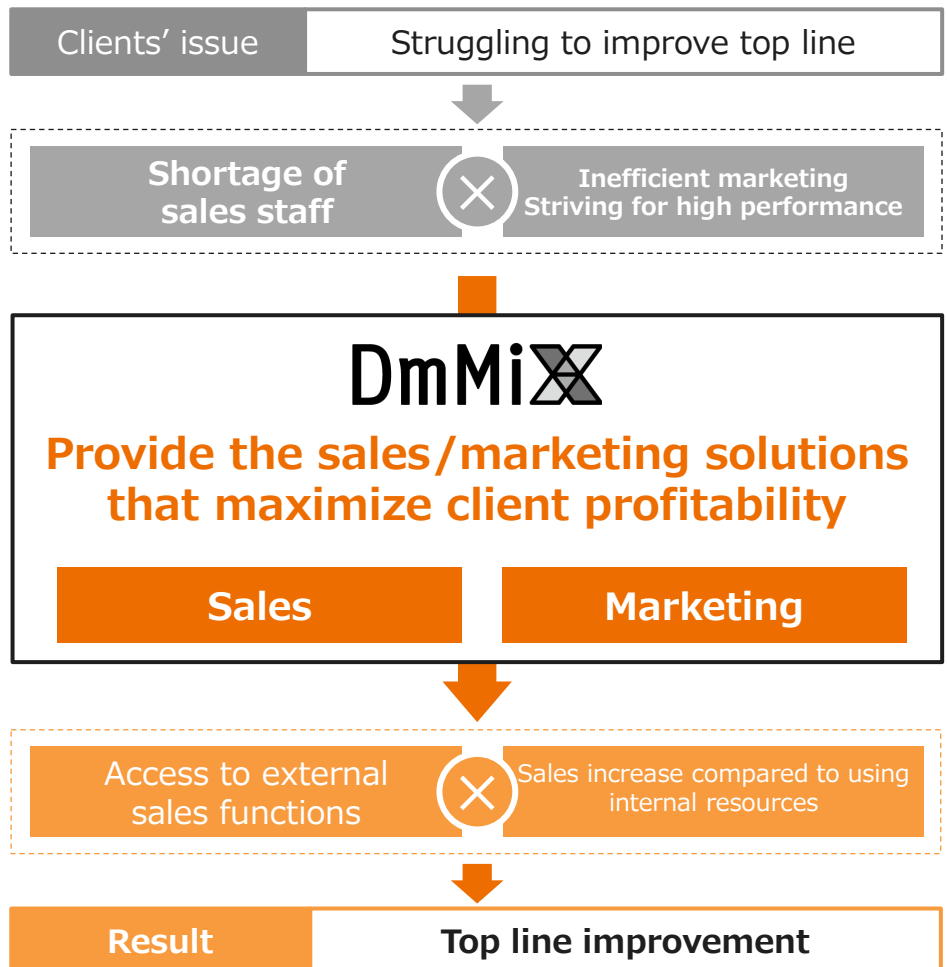 Clients’ issue
Struggling to improve top line
Shortage of
sales staff
Inefficient marketing
Striving for high performance
DmMiX
Provide the sales/marketing solutions
that maximize client profitability
Sales
Marketing
Access to external
sales functions
Sales increase compared to using
internal resources
Result
Top line improvement